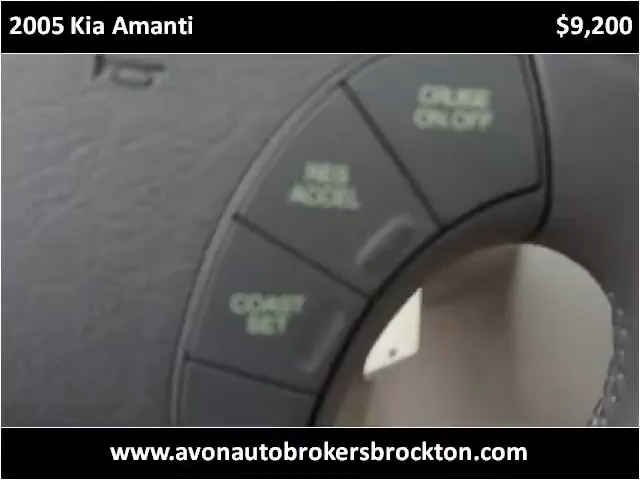 2005 Kia Amanti
$9,200
CRUISE
ON.OFF
RES
ACCEL
COAST
SET
www.avonautobrokersbrockton.com